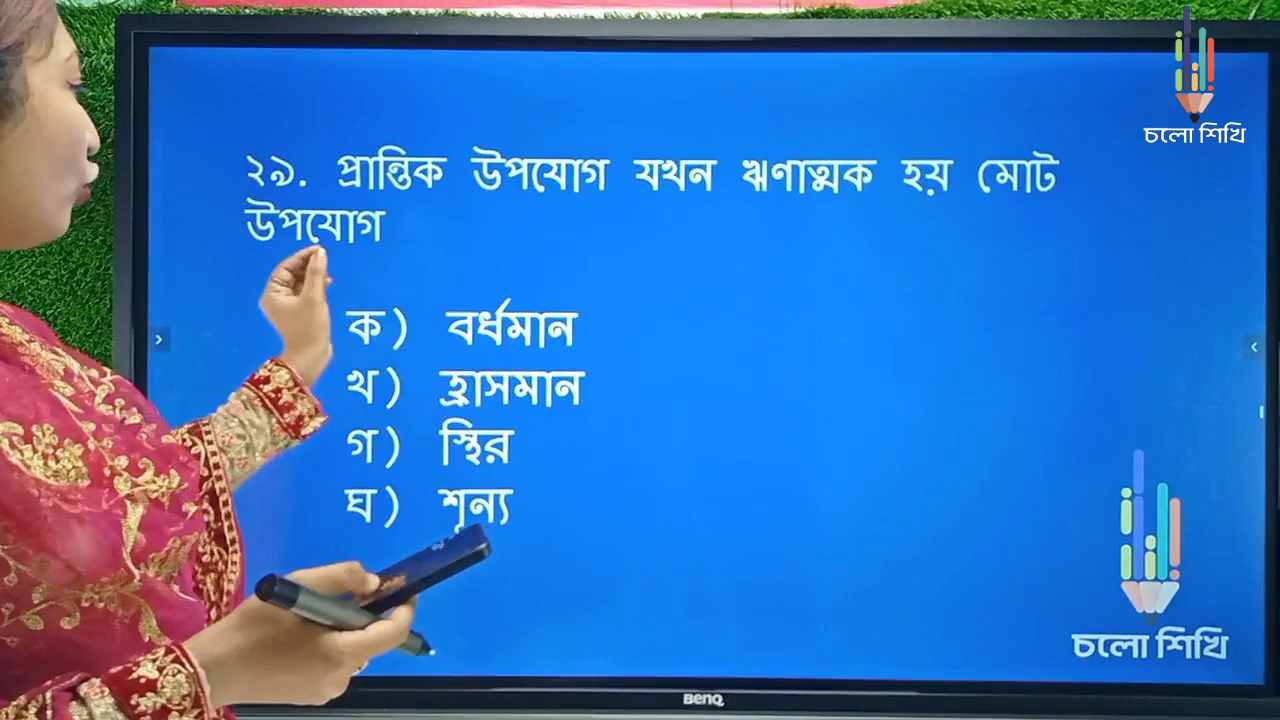 চলো শিখি
২৯. প্রান্তিক উপযোগ যখন ঋণাত্মক হয় মোট
উপযোগ
ক) বর্ধমান
খ) হ্রাসমান
গ) স্থির
ঘ) শূন্য
চলো শিখি
BenQ